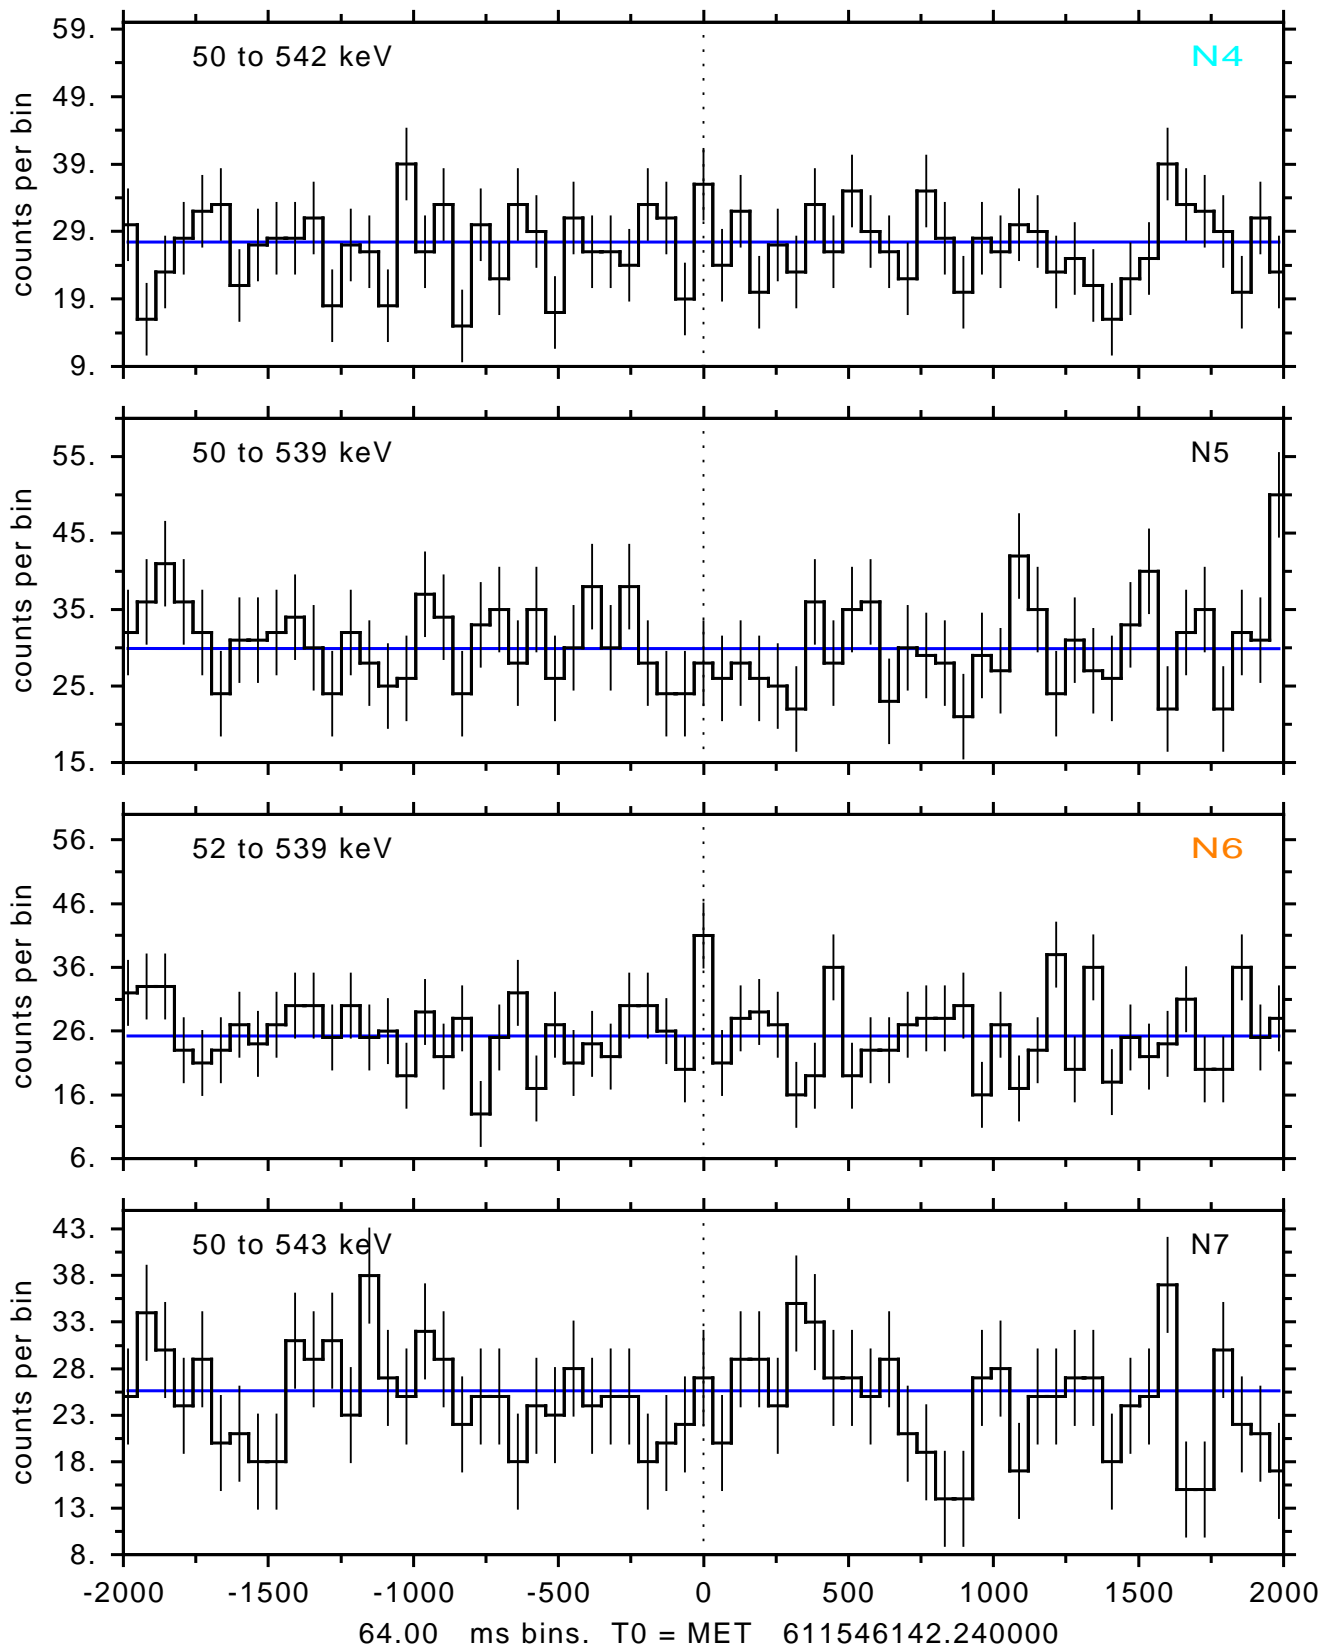 59.
50 to 542 keV N4
49.
39.
29.
19.
9.
counts per bin
50 to 539 keV N5
55.
45.
35.
25.
15.
counts per bin
52 to 539 keV N6
56.
46.
36.
26.
16.
6.
counts per bin
43.
50 to 543 keV N7
38.
33.
28.
23.
18.
13.
8.
counts per bin
-2000 -1500 -1000 -500 0 500 1000 1500 2000
64.00 ms bins. T0 = MET 611546142.240000